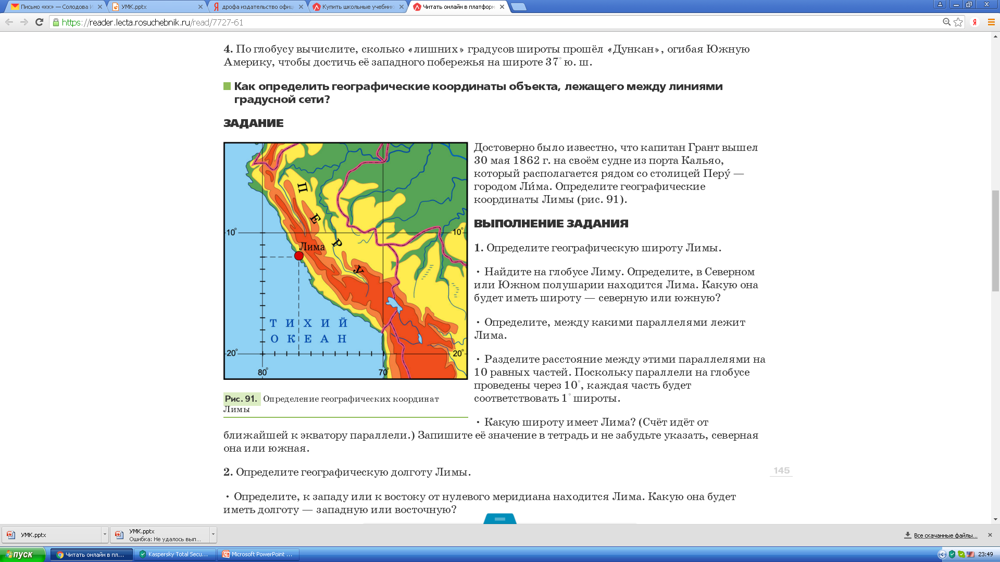 Письмо «кк» — Солодова И
УМК.pptx
дрофа издательство офиц
Купить школьные учебник
Читать онлайн в платформ
https://reader.lecta.rosuchebnik.ru/read/7727-61
4. По глобусу вычислите, сколько «лишних» градусов широты прошёл «Дункан», огибая Южную
Америку, чтобы достичь её западного побережья на широте 37° ю. ш.
Как определить географические координаты объекта, лежащего между линиями
градусной сети?
ЗАДАНИЕ
П Е Р У
10° 10°
Лима
ТИХИЙ
ОКЕАН
20° 20°
80° 70°
Рис. 91. Определение географических координат
Лимы
Достоверно было известно, что капитан Грант вышел
30 мая 1862 г. на своём судне из порта Кальяо,
который располагается рядом со столицей Перу́ —
городом Ли́ма. Определите географические
координаты Лимы (рис. 91).
ВЫПОЛНЕНИЕ ЗАДАНИЯ
1. Определите географическую широту Лимы.
• Найдите на глобусе Лиму. Определите, в Северном
или Южном полушарии находится Лима. Какую она
будет иметь широту — северную или южную?
• Определите, между какими параллелями лежит
Лима.
• Разделите расстояние между этими параллелями на
10 равных частей. Поскольку параллели на глобусе
проведены через 10°, каждая часть будет
соответствовать 1° широты.
• Какую широту имеет Лима? (Счёт идёт от
ближайшей к экватору параллели.) Запишите её значение в тетрадь и не забудьте указать, северная
она или южная.
2. Определите географическую долготу Лимы.
145
• Определите, к западу или к востоку от нулевого меридиана находится Лима. Какую она будет
иметь долготу — западную или восточную?
УМК.pptx
УМК.pptx
Ошибка: Не удалось вып...
Все скачанные файлы...
пуск
Читать онлайн в пл...
Kaspersky Total Secu...
Microsoft PowerPoint ...
23:49